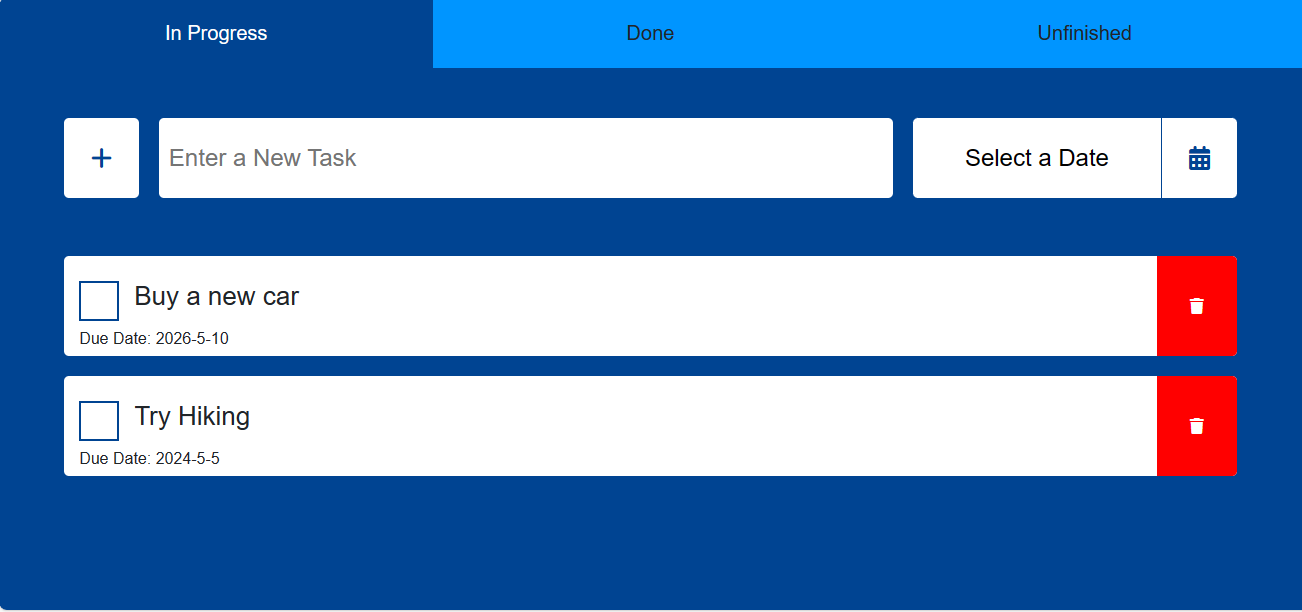 In Progress
Done
Unfinished
Enter a New Task
Select a Date
Buy a new car
Due Date: 2026-5-10
Try Hiking
Due Date: 2024-5-5